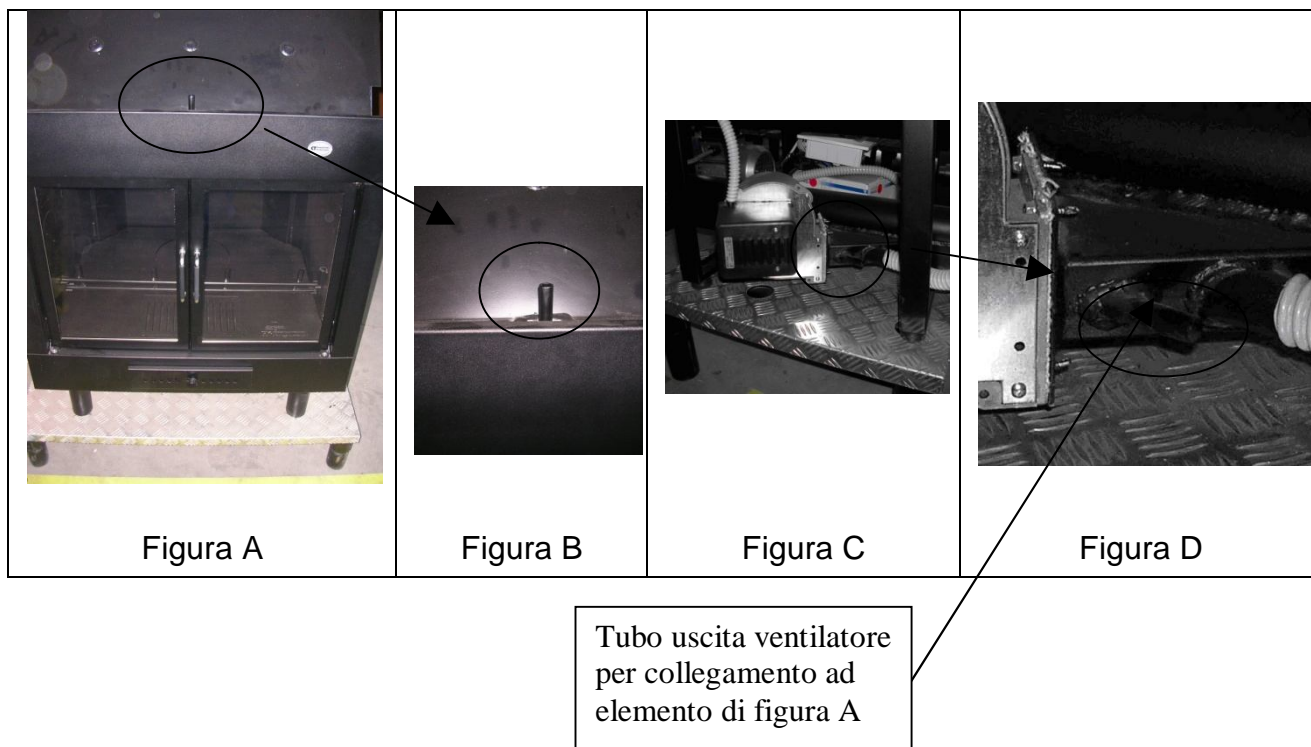 Figura A
Figura B
Figura C
Figura D
Tubo uscita ventilatore
per collegamento ad
elemento di figura A